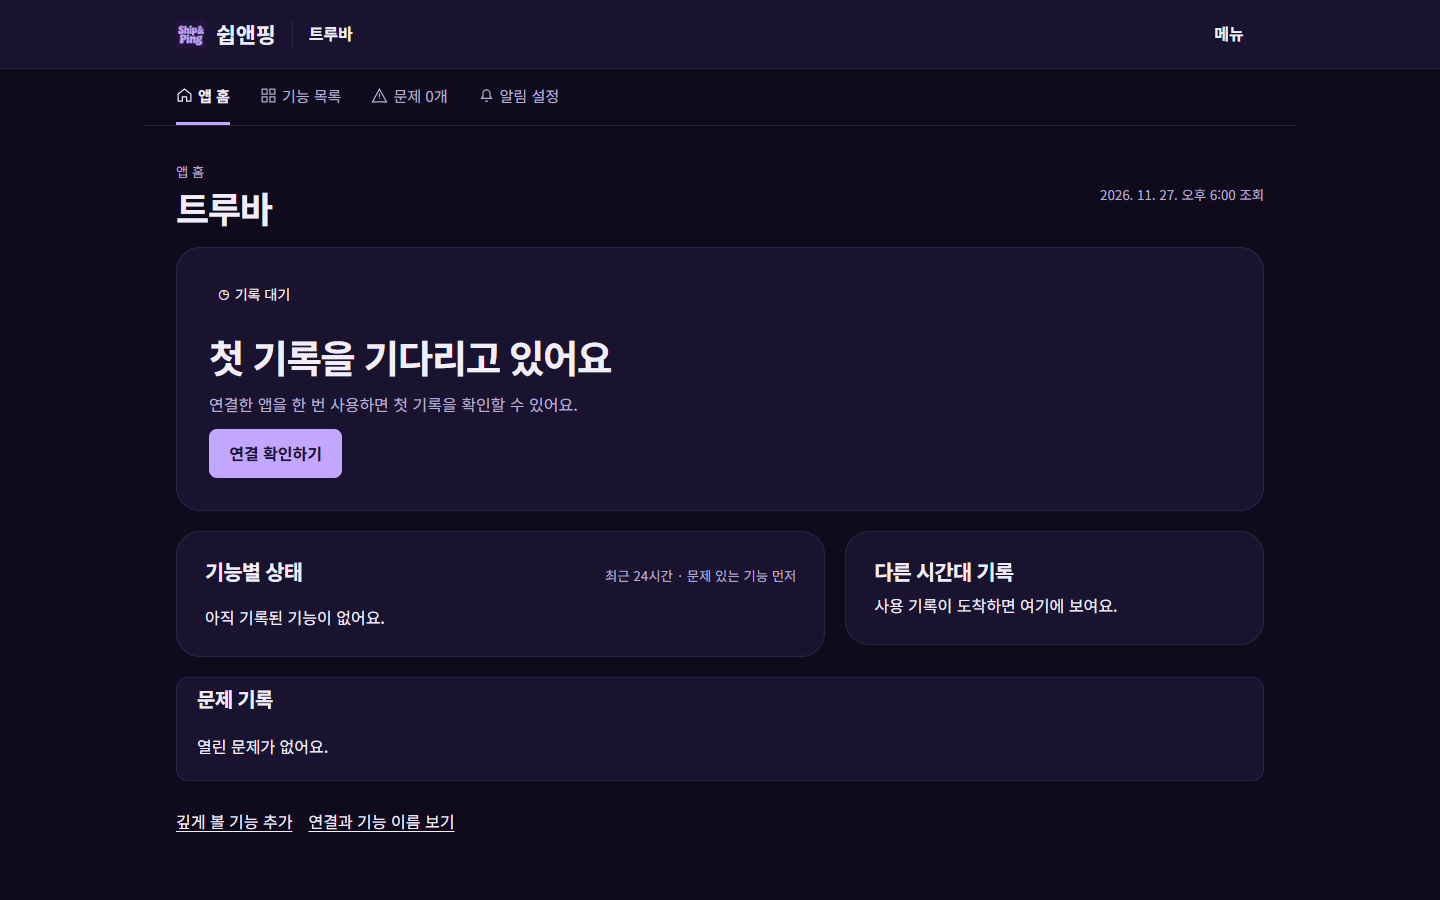 Ship&
Ping
쉽앤핑
트루바
메뉴
앱 홈
기능 목록
문제 0개
알림 설정
앱 홈
트루바
2026. 11. 27. 오후 6:00 조회
기록 대기
첫 기록을 기다리고 있어요
연결한 앱을 한 번 사용하면 첫 기록을 확인할 수 있어요.
연결 확인하기
기능별 상태
최근 24시간 · 문제 있는 기능 먼저
아직 기록된 기능이 없어요.
다른 시간대 기록
사용 기록이 도착하면 여기에 보여요.
문제 기록
열린 문제가 없어요.
깊게 볼 기능 추가
연결과 기능 이름 보기